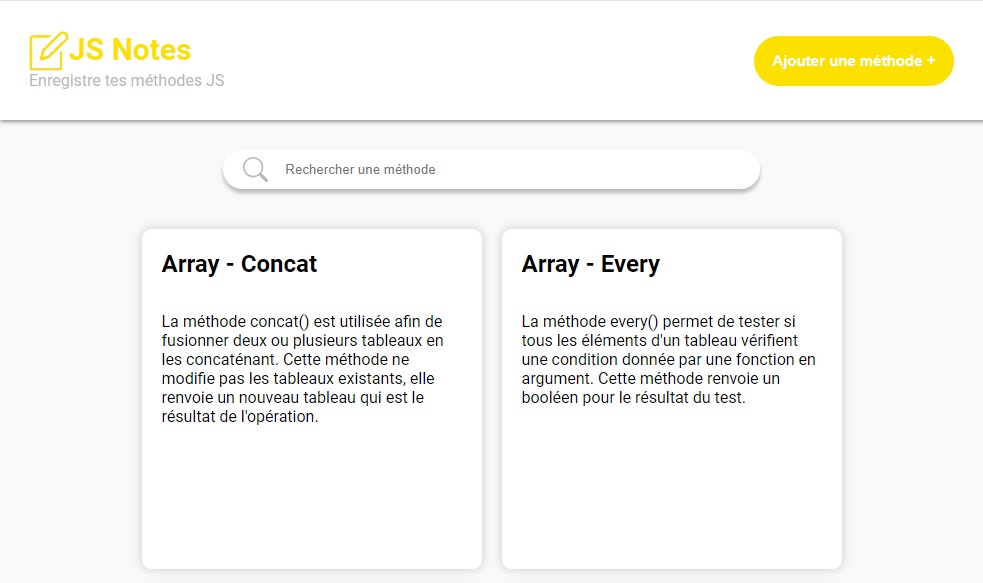 JS Notes
Enregistre tes méthodes JS
Ajouter une méthode +
Rechercher une méthode
Array - Concat
La méthode concat() est utilisée afin de
fusionner deux ou plusieurs tableaux en
les concaténant. Cette méthode ne
modifie pas les tableaux existants, elle
renvoie un nouveau tableau qui est le
résultat de l'opération.
Array - Every
La méthode every() permet de tester si
tous les éléments d'un tableau vérifient
une condition donnée par une fonction en
argument. Cette méthode renvoie un
booléen pour le résultat du test.